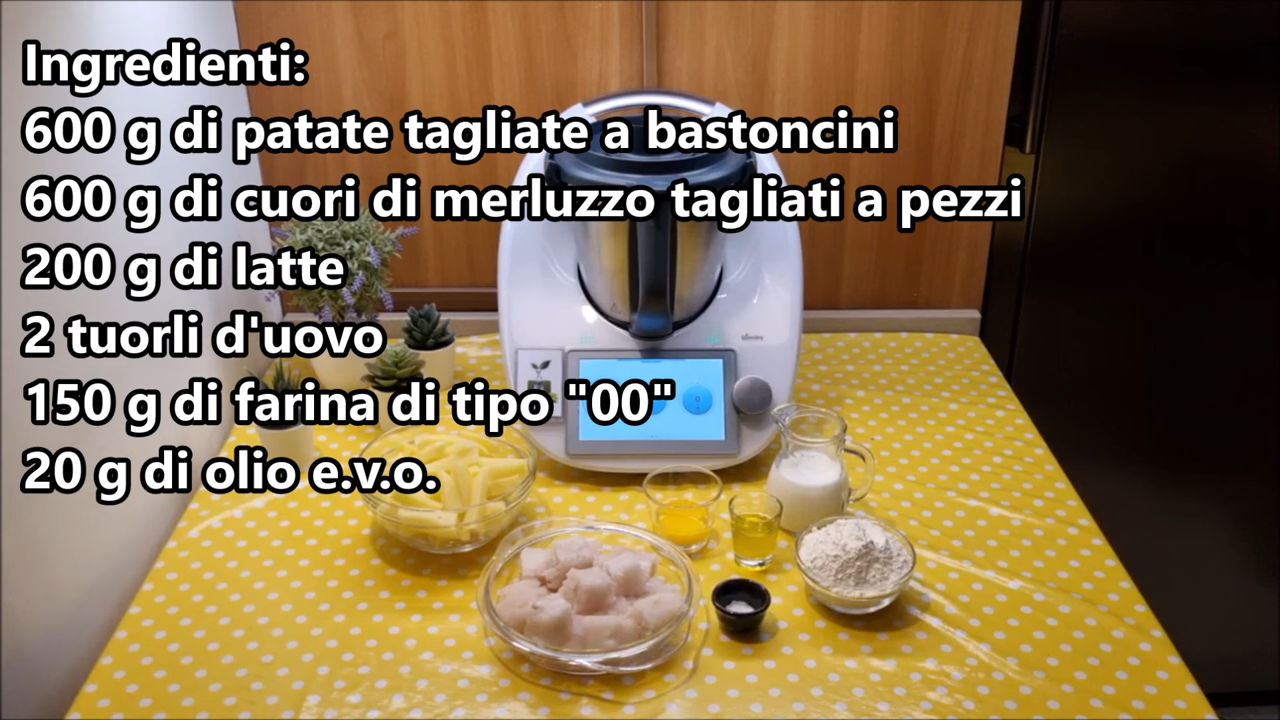 Ingredienti:
600 g di patate tagliate a bastoncini
600 g di cuori di merluzzo tagliati a pezzi
200 g di latte
2 tuorli d'uovo
150 g di farina di tipo "00"
20 g di olio e.v.o.